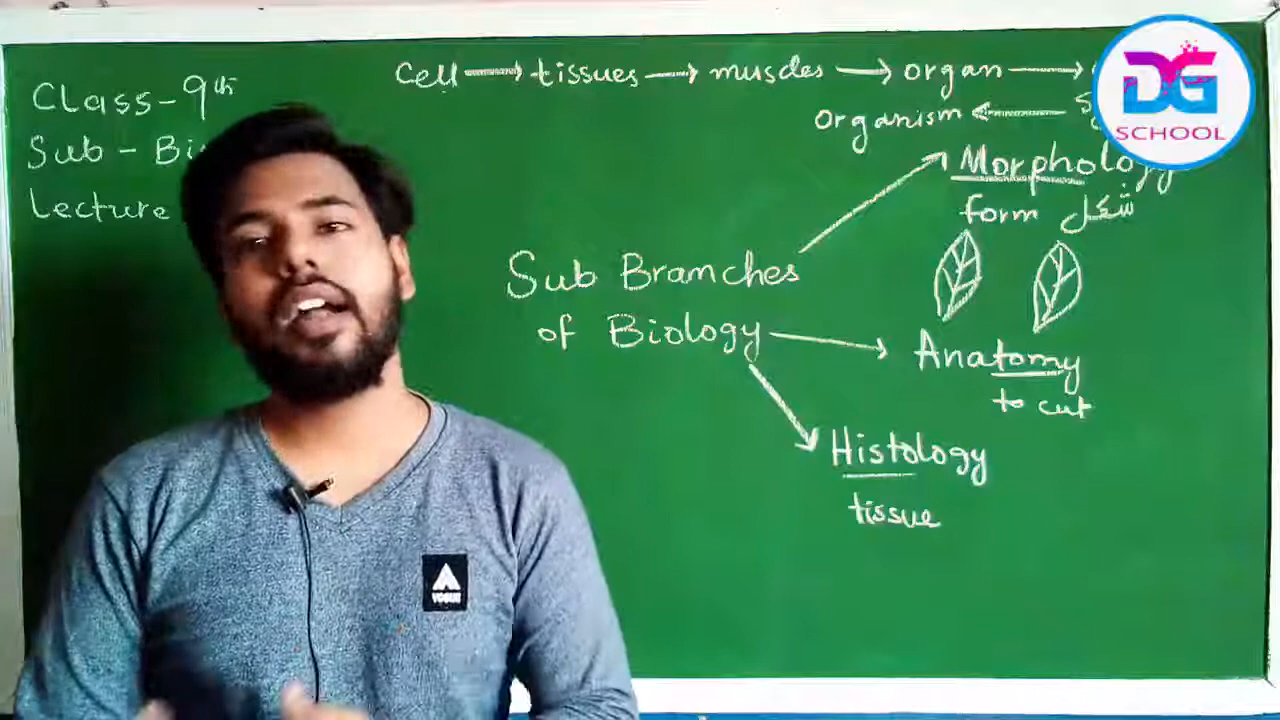 Class-9th
Sub - Bi
Lecture
Cell → tissues → muscles → organ →
Organism ←
DG
SCHOOL
Morphology
form شکل
Sub Branches
of Biology
Anatomy
to cut
Histology
tissue